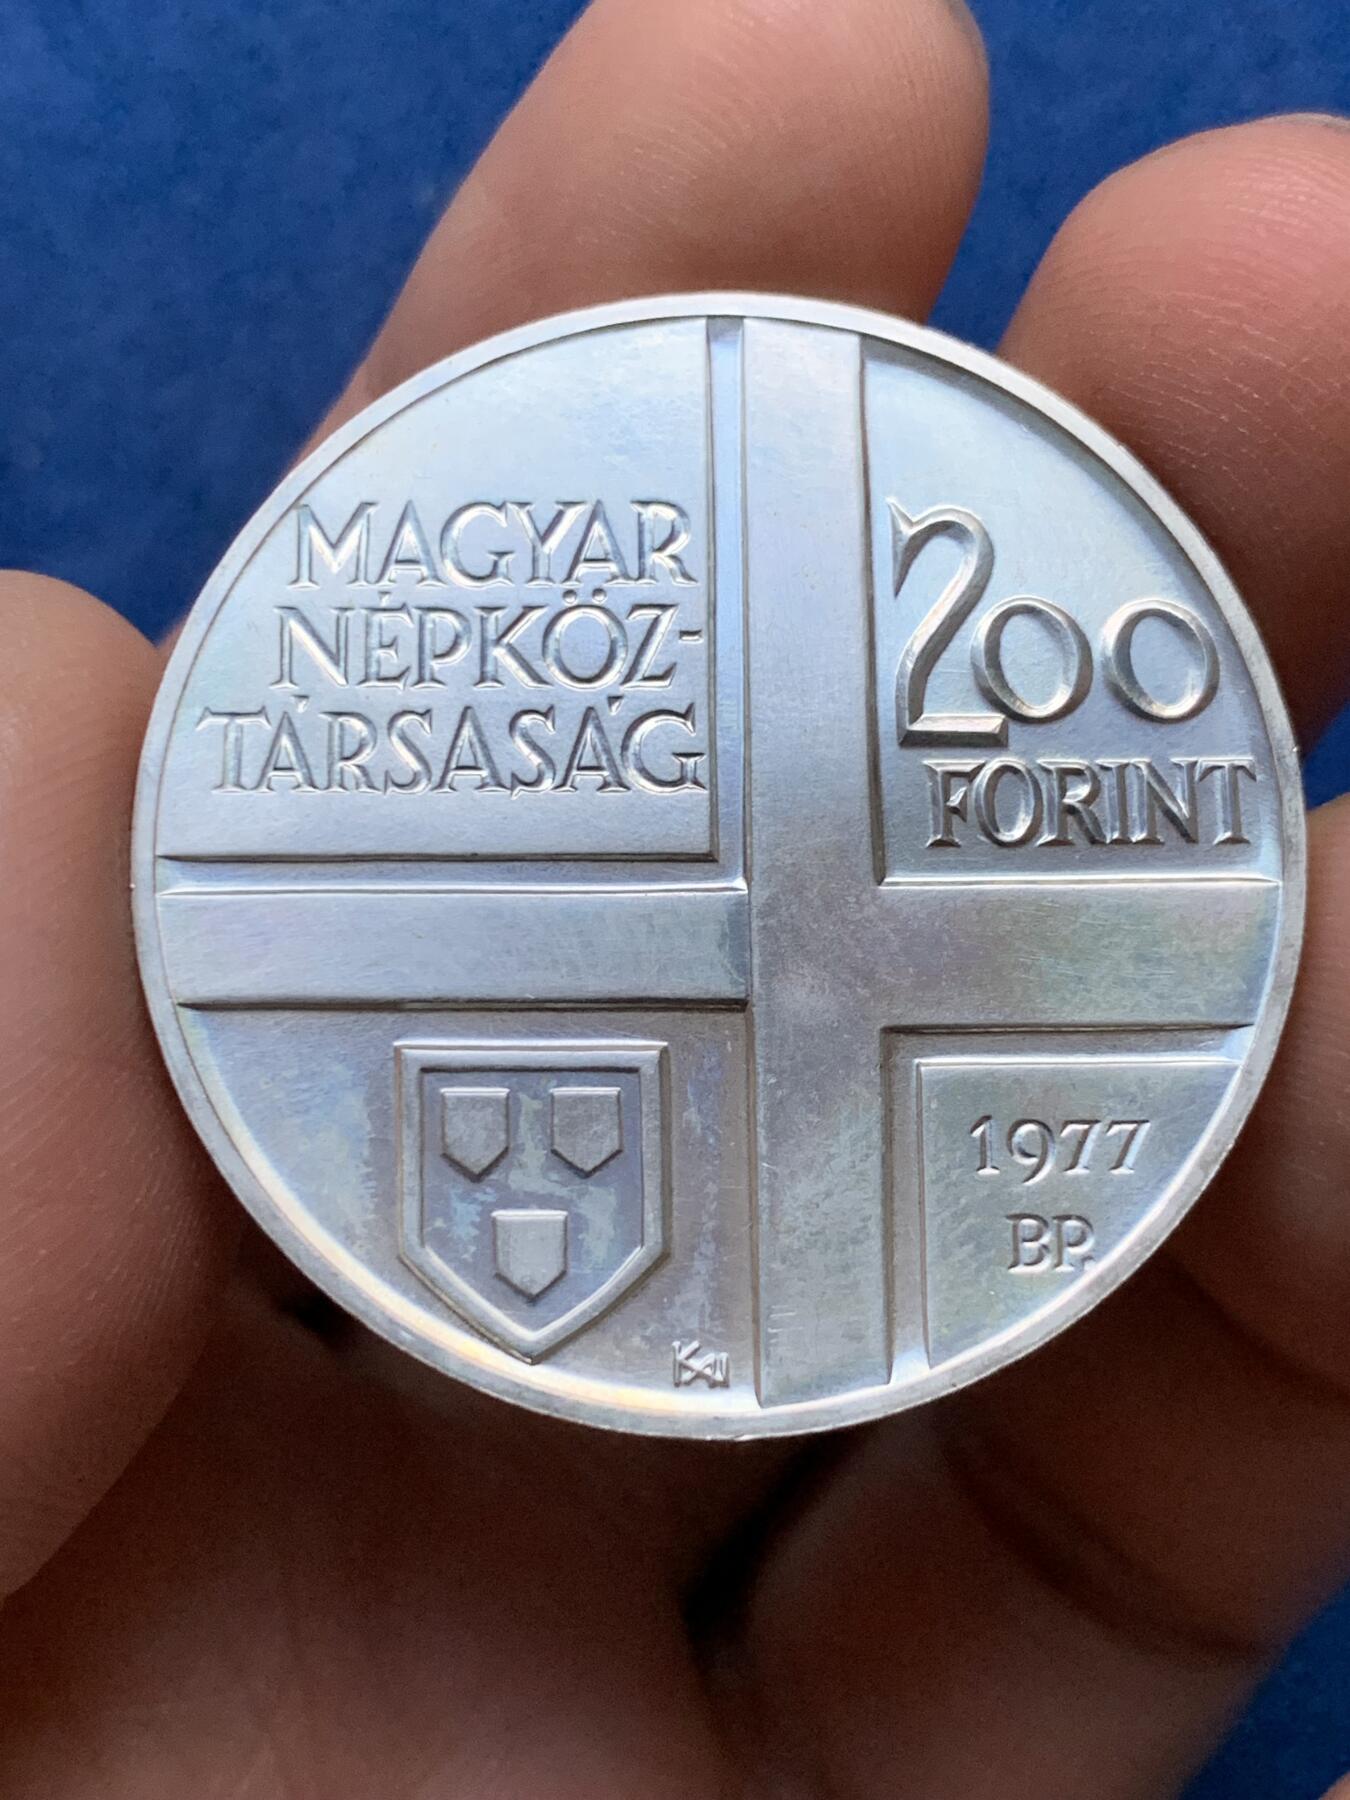 MAGYAR
NÉPKÖZ-
TÁRSASÁG
200
FORINT
1977
BP.